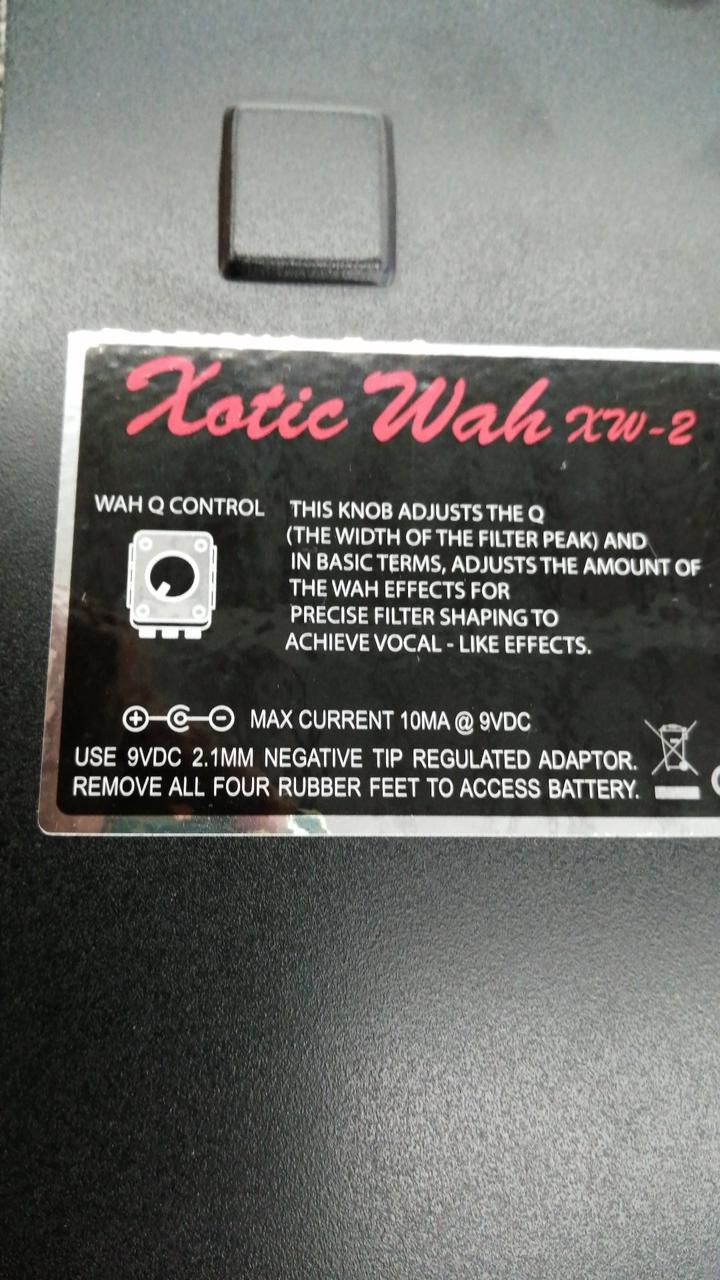 Xotic Wah XW-2
WAH Q CONTROL
THIS KNOB ADJUSTS THE Q
(THE WIDTH OF THE FILTER PEAK) AND
IN BASIC TERMS, ADJUSTS THE AMOUNT OF
THE WAH EFFECTS FOR
PRECISE FILTER SHAPING TO
ACHIEVE VOCAL - LIKE EFFECTS.
MAX CURRENT 10MA @ 9VDC
USE 9VDC 2.1MM NEGATIVE TIP REGULATED ADAPTOR.
REMOVE ALL FOUR RUBBER FEET TO ACCESS BATTERY.